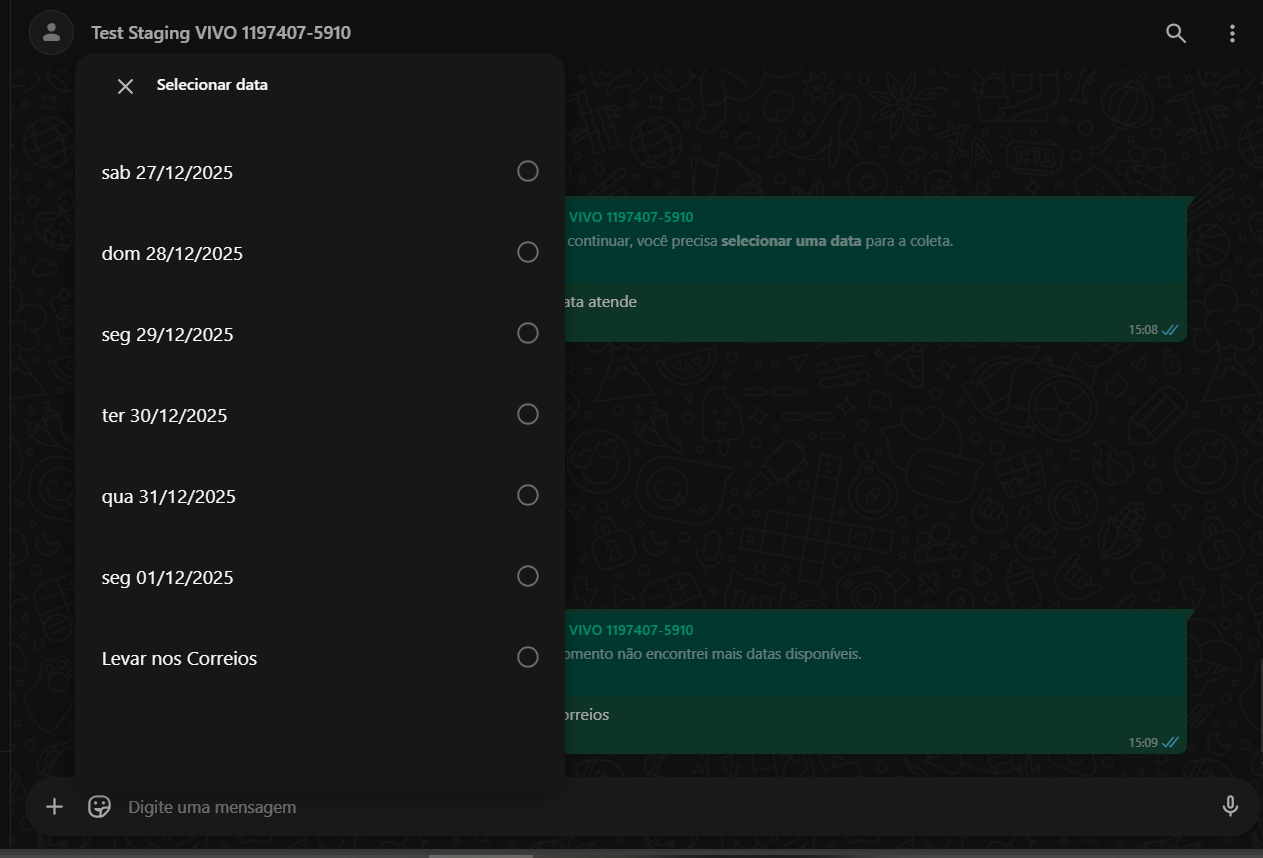 Test Staging VIVO 1197407-5910
Selecionar data
sab 27/12/2025
dom 28/12/2025
seg 29/12/2025
ter 30/12/2025
qua 31/12/2025
seg 01/12/2025
Levar nos Correios
VIVO 1197407-5910
continuar, você precisa selecionar uma data para a coleta.
ata atende
15:08
VIVO 1197407-5910
omento não encontrei mais datas disponíveis.
orreios
15:09
Digite uma mensagem